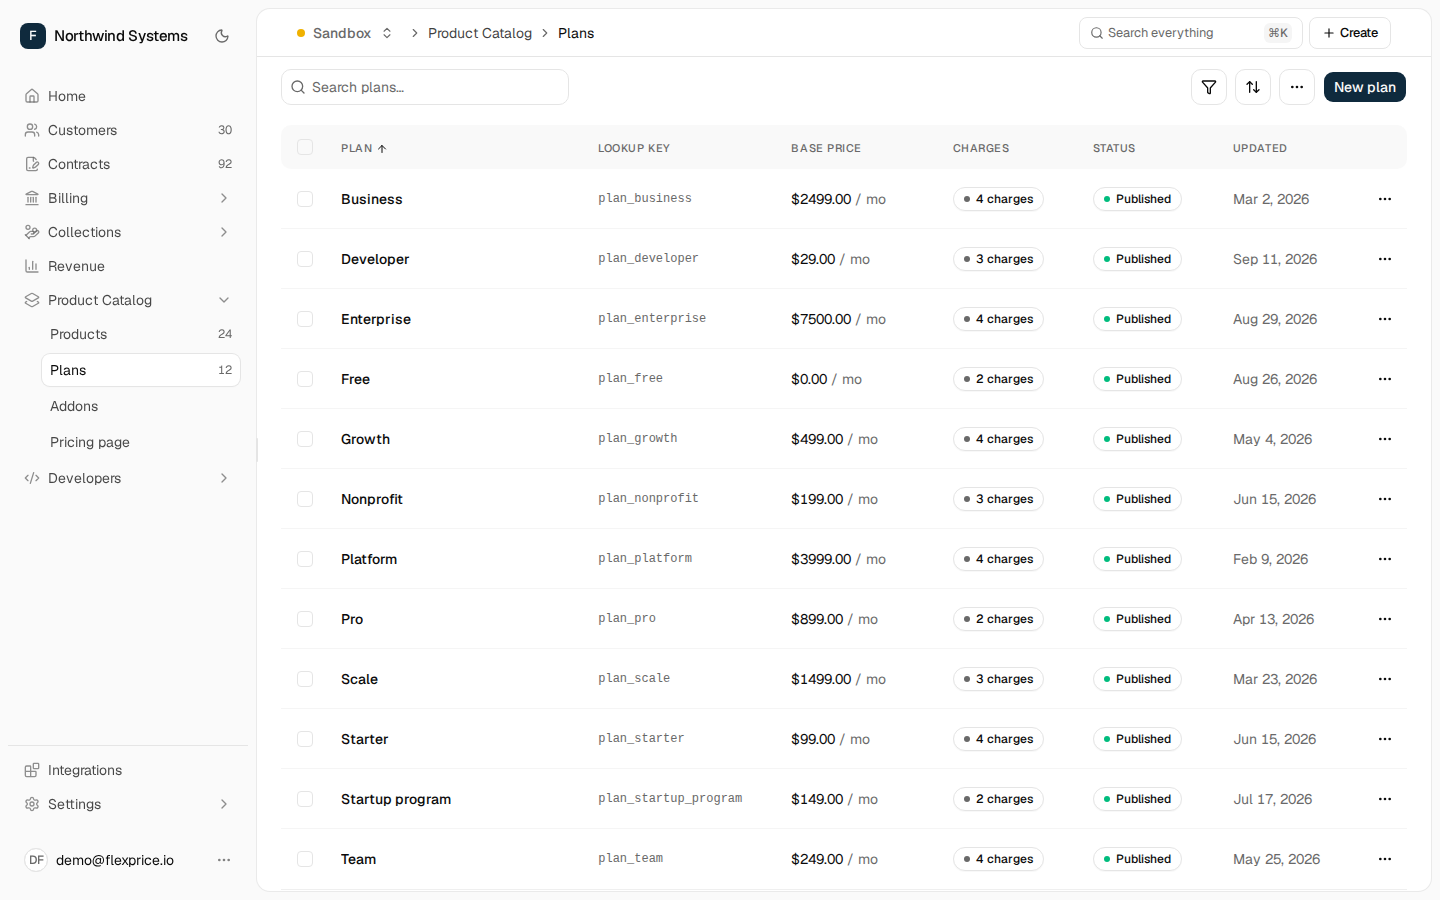 F Northwind Systems
Home
Customers 30
Contracts 92
Billing
Collections
Revenue
Product Catalog
Products 24
Plans 12
Addons
Pricing page
Developers
Integrations
Settings
DF demo@flexprice.io
Sandbox Product Catalog Plans
Search everything ⌘K
Create
Search plans...
New plan
PLAN LOOKUP KEY BASE PRICE CHARGES STATUS UPDATED
Business plan_business $2499.00 / mo 4 charges Published Mar 2, 2026
Developer plan_developer $29.00 / mo 3 charges Published Sep 11, 2026
Enterprise plan_enterprise $7500.00 / mo 4 charges Published Aug 29, 2026
Free plan_free $0.00 / mo 2 charges Published Aug 26, 2026
Growth plan_growth $499.00 / mo 4 charges Published May 4, 2026
Nonprofit plan_nonprofit $199.00 / mo 3 charges Published Jun 15, 2026
Platform plan_platform $3999.00 / mo 4 charges Published Feb 9, 2026
Pro plan_pro $899.00 / mo 2 charges Published Apr 13, 2026
Scale plan_scale $1499.00 / mo 3 charges Published Mar 23, 2026
Starter plan_starter $99.00 / mo 4 charges Published Jun 15, 2026
Startup program plan_startup_program $149.00 / mo 2 charges Published Jul 17, 2026
Team plan_team $249.00 / mo 4 charges Published May 25, 2026